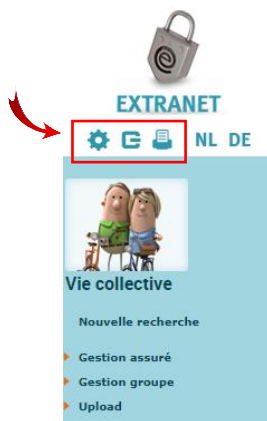 e
EXTRANET
NL DE
Vie collective
Nouvelle recherche
Gestion assuré
Gestion groupe
Upload